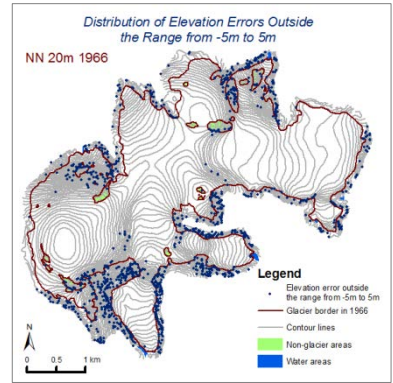 Distribution of Elevation Errors Outside
the Range from -5m to 5m
NN 20m 1966
Legend
Elevation error outside
the range from -5m to 5m
Glacier border in 1966
Contour lines
Non-glacier areas
Water areas
N
0 0.5 1 km